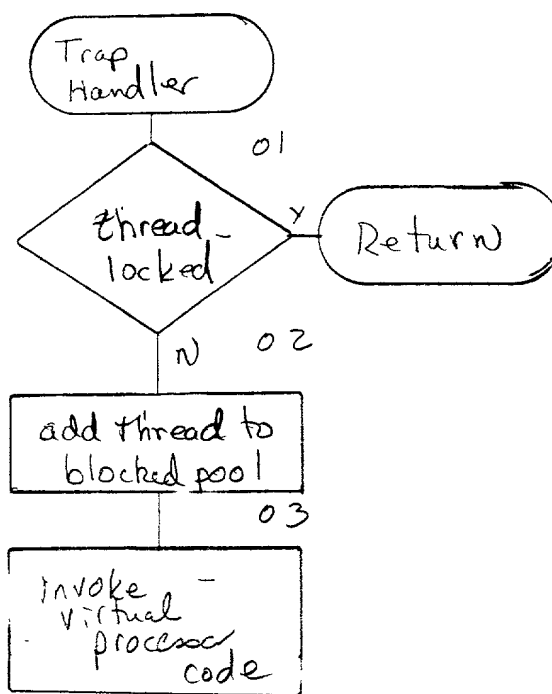 Trap
Handler
01
thread_
locked
Y
Return
N
02
add thread to
blocked pool
03
invoke
virtual
processor
code